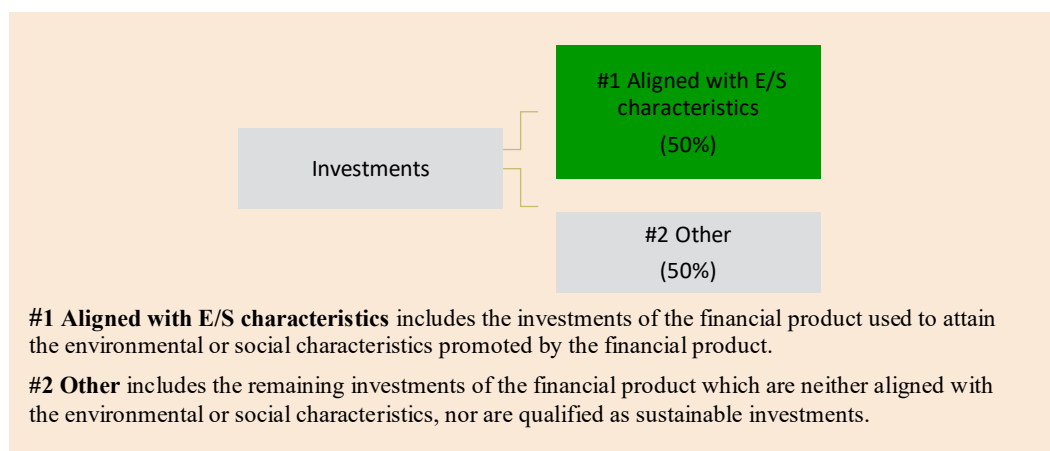 #1 Aligned with E/S
characteristics
(50%)
Investments
#2 Other
(50%)
#1 Aligned with E/S characteristics includes the investments of the financial product used to attain
the environmental or social characteristics promoted by the financial product.
#2 Other includes the remaining investments of the financial product which are neither aligned with
the environmental or social characteristics, nor are qualified as sustainable investments.